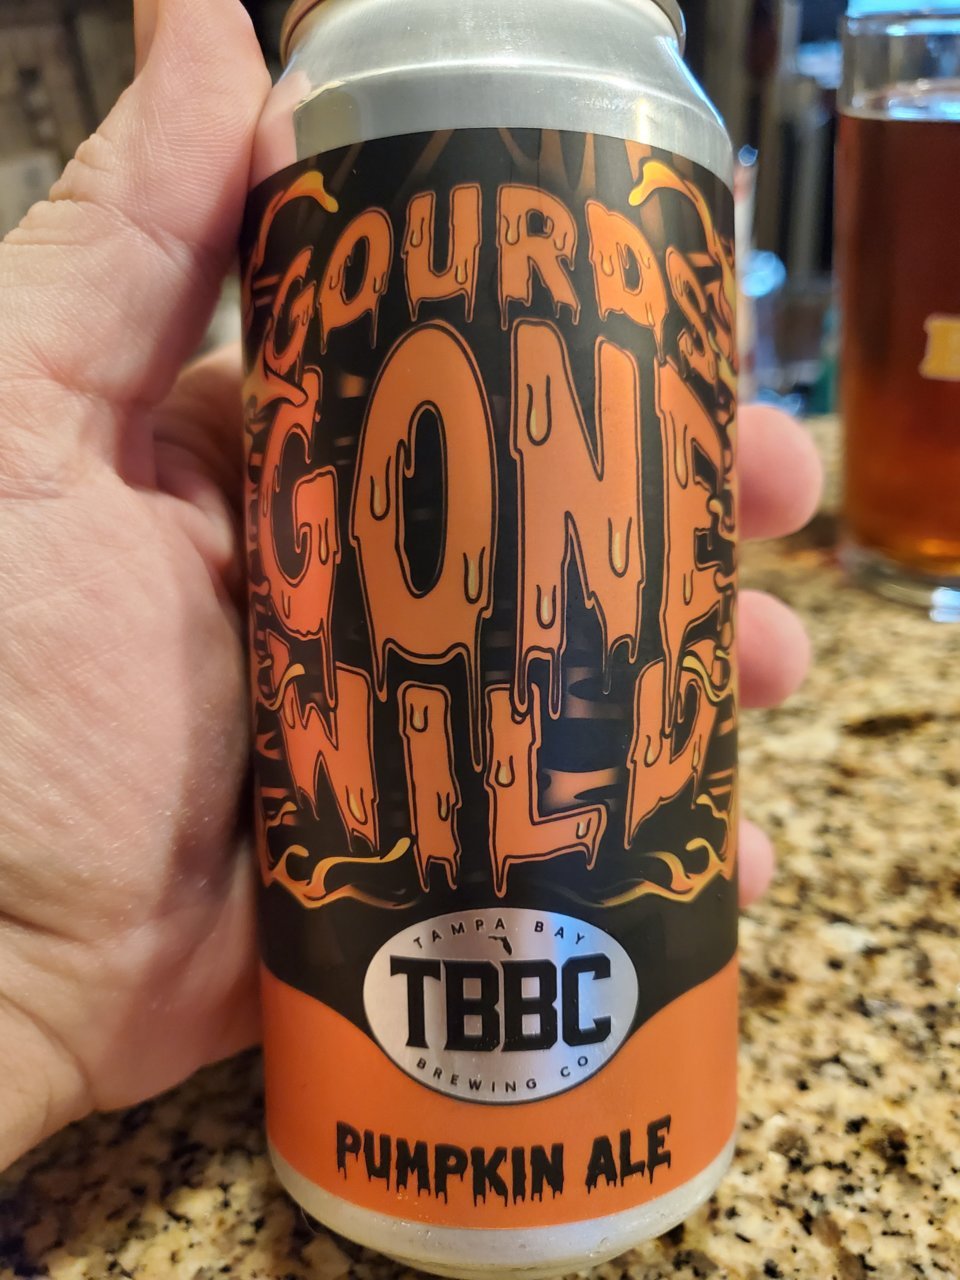 GOURDS
GONE
WILD
TAMPA BAY
TBBC
BREWING CO
PUMPKIN ALE